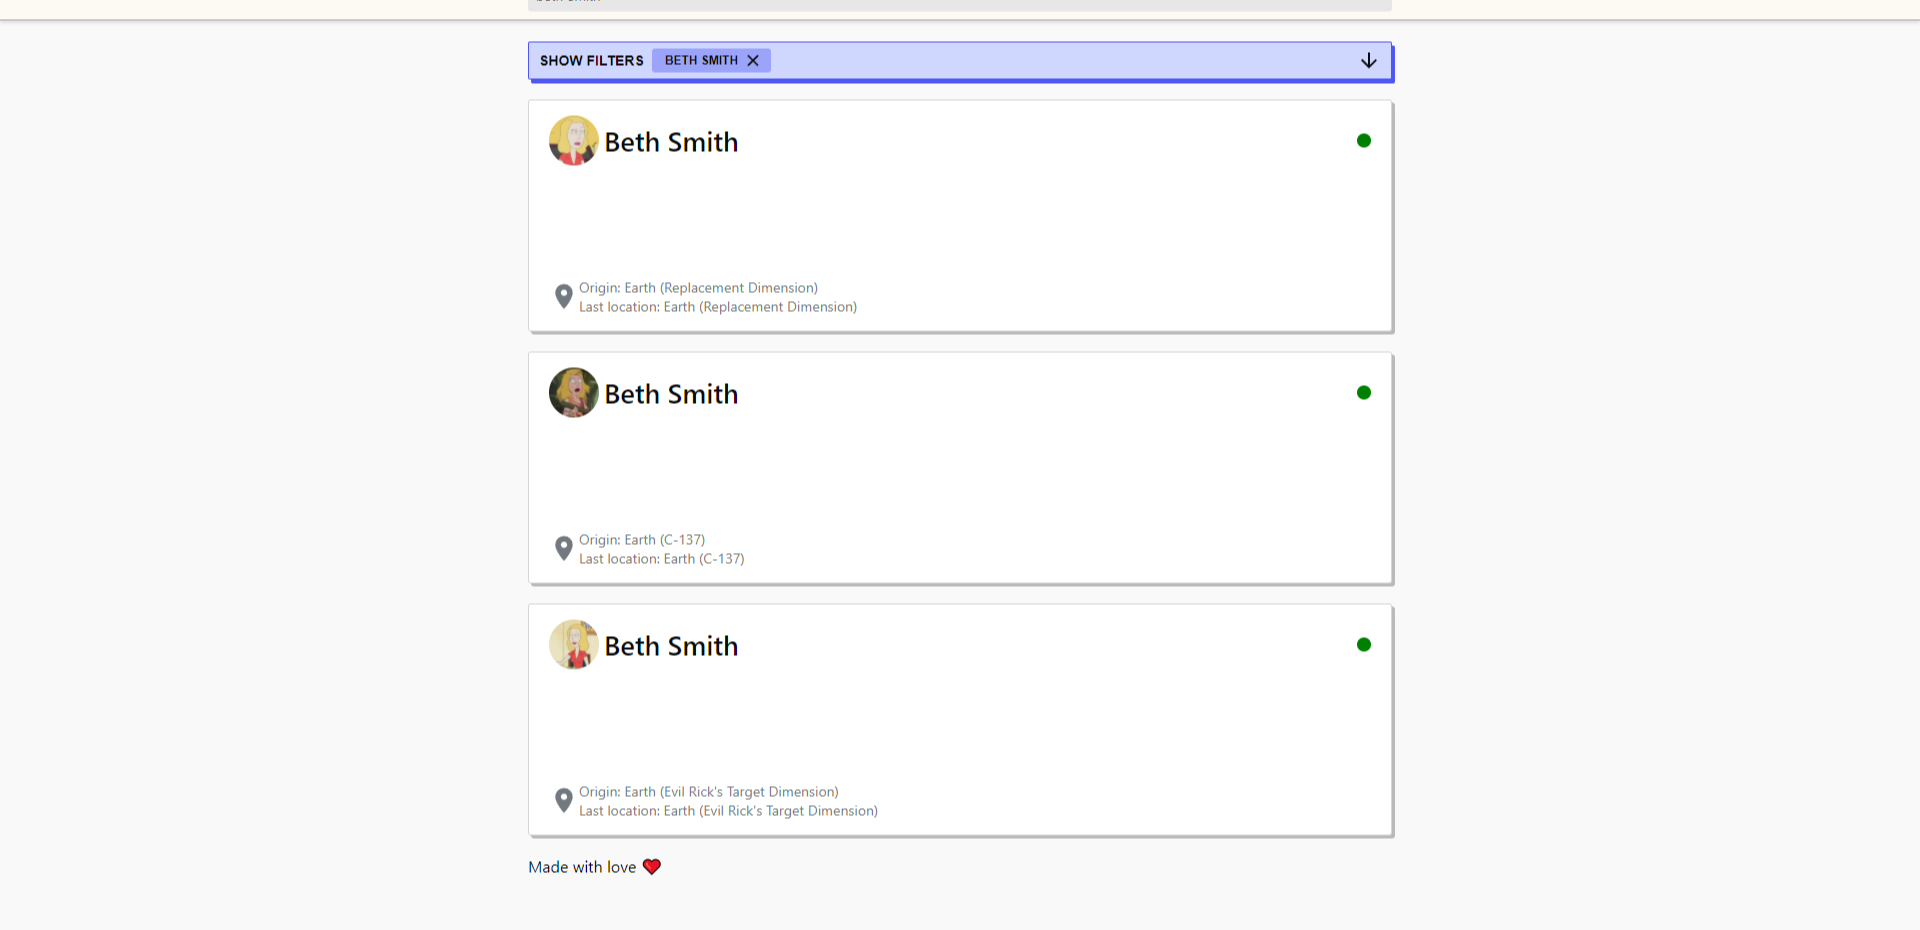 SHOW FILTERS BETH SMITH
Beth Smith
Origin: Earth (Replacement Dimension)
Last location: Earth (Replacement Dimension)
Beth Smith
Origin: Earth (C-137)
Last location: Earth (C-137)
Beth Smith
Origin: Earth (Evil Rick's Target Dimension)
Last location: Earth (Evil Rick's Target Dimension)
Made with love